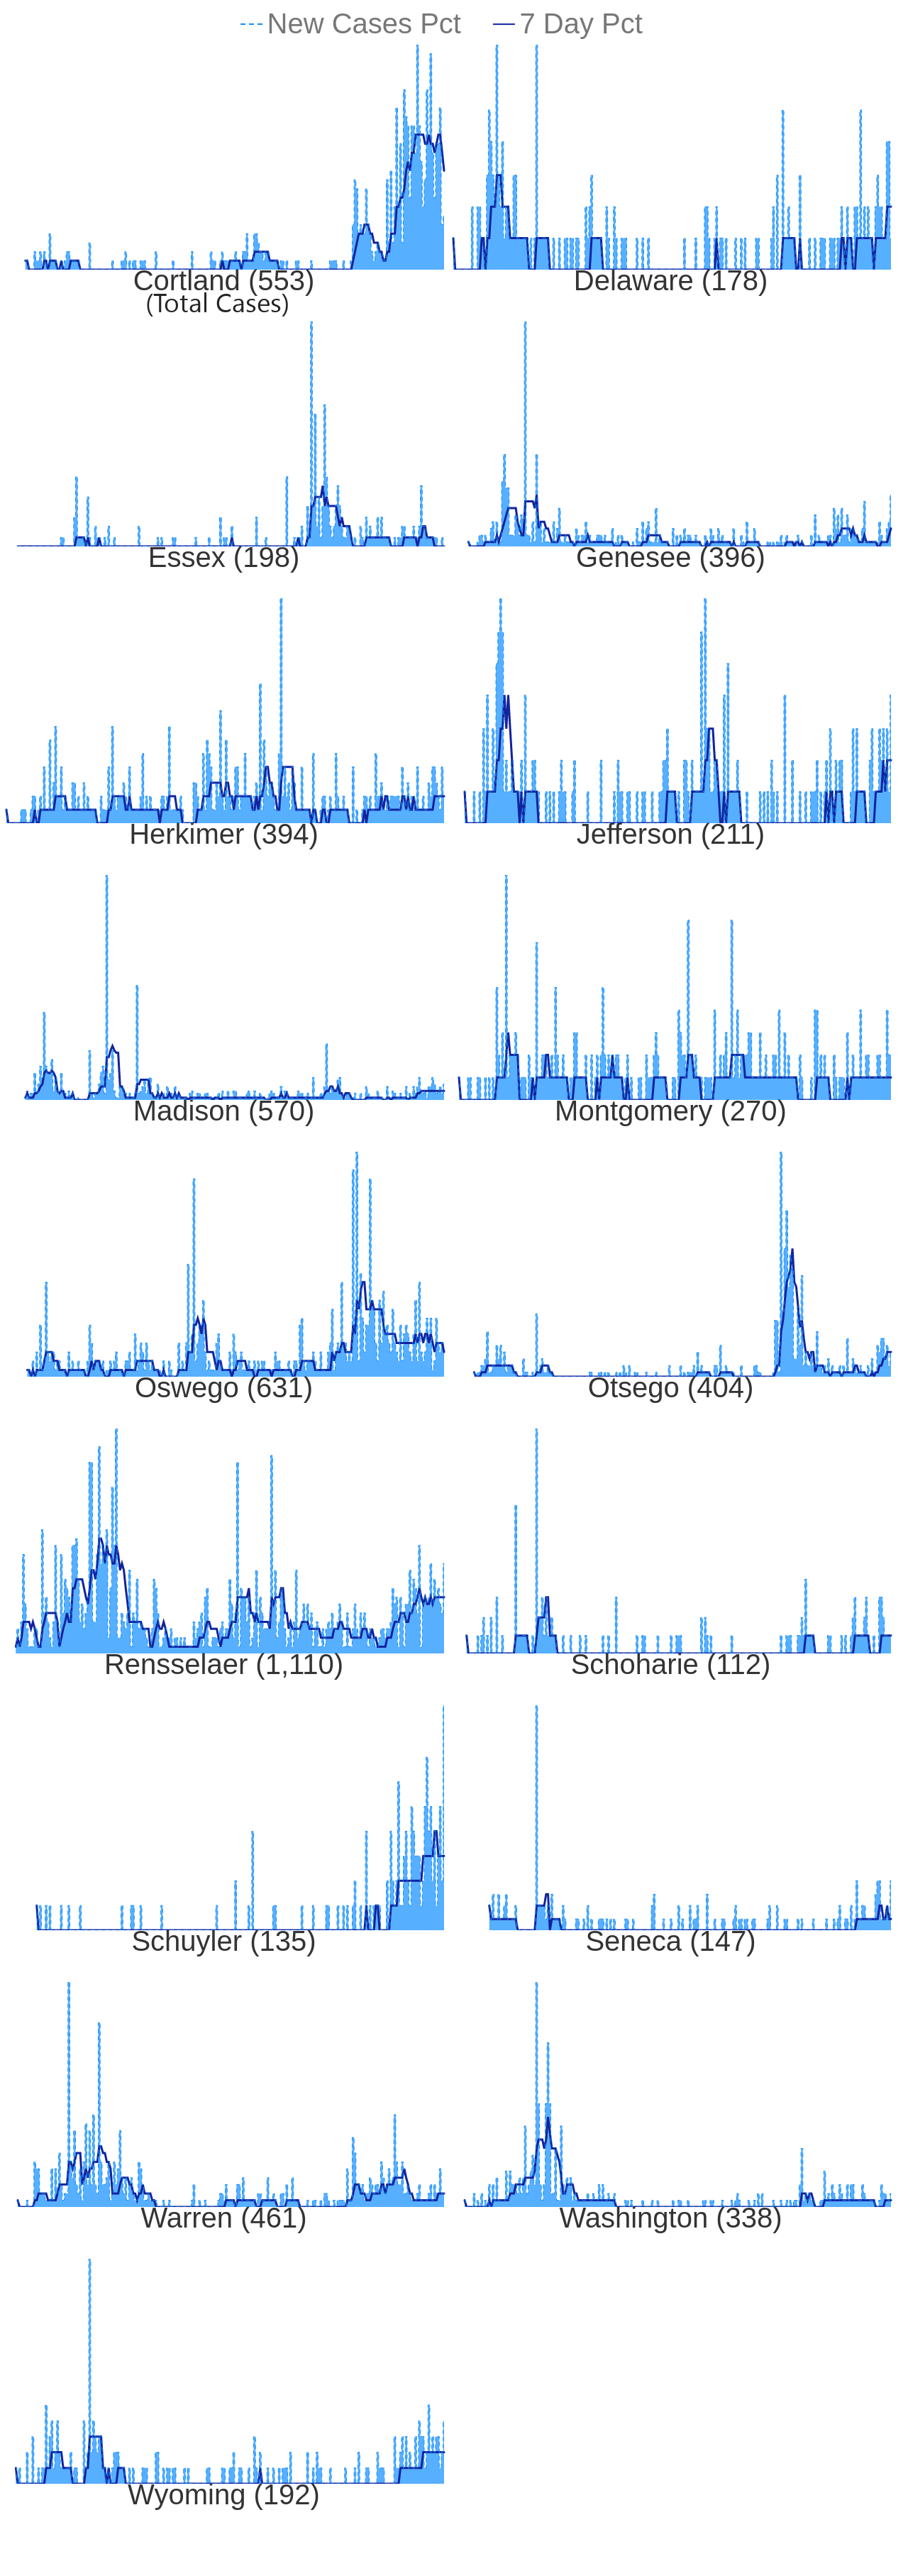 New Cases Pct 7 Day Pct
Cortland (553) Delaware (178)
(Total Cases)
Essex (198) Genesee (396)
Herkimer (394) Jefferson (211)
Madison (570) Montgomery (270)
Oswego (631) Otsego (404)
Rensselaer (1,110) Schoharie (112)
Schuyler (135) Seneca (147)
Warren (461) Washington (338)
Wyoming (192)